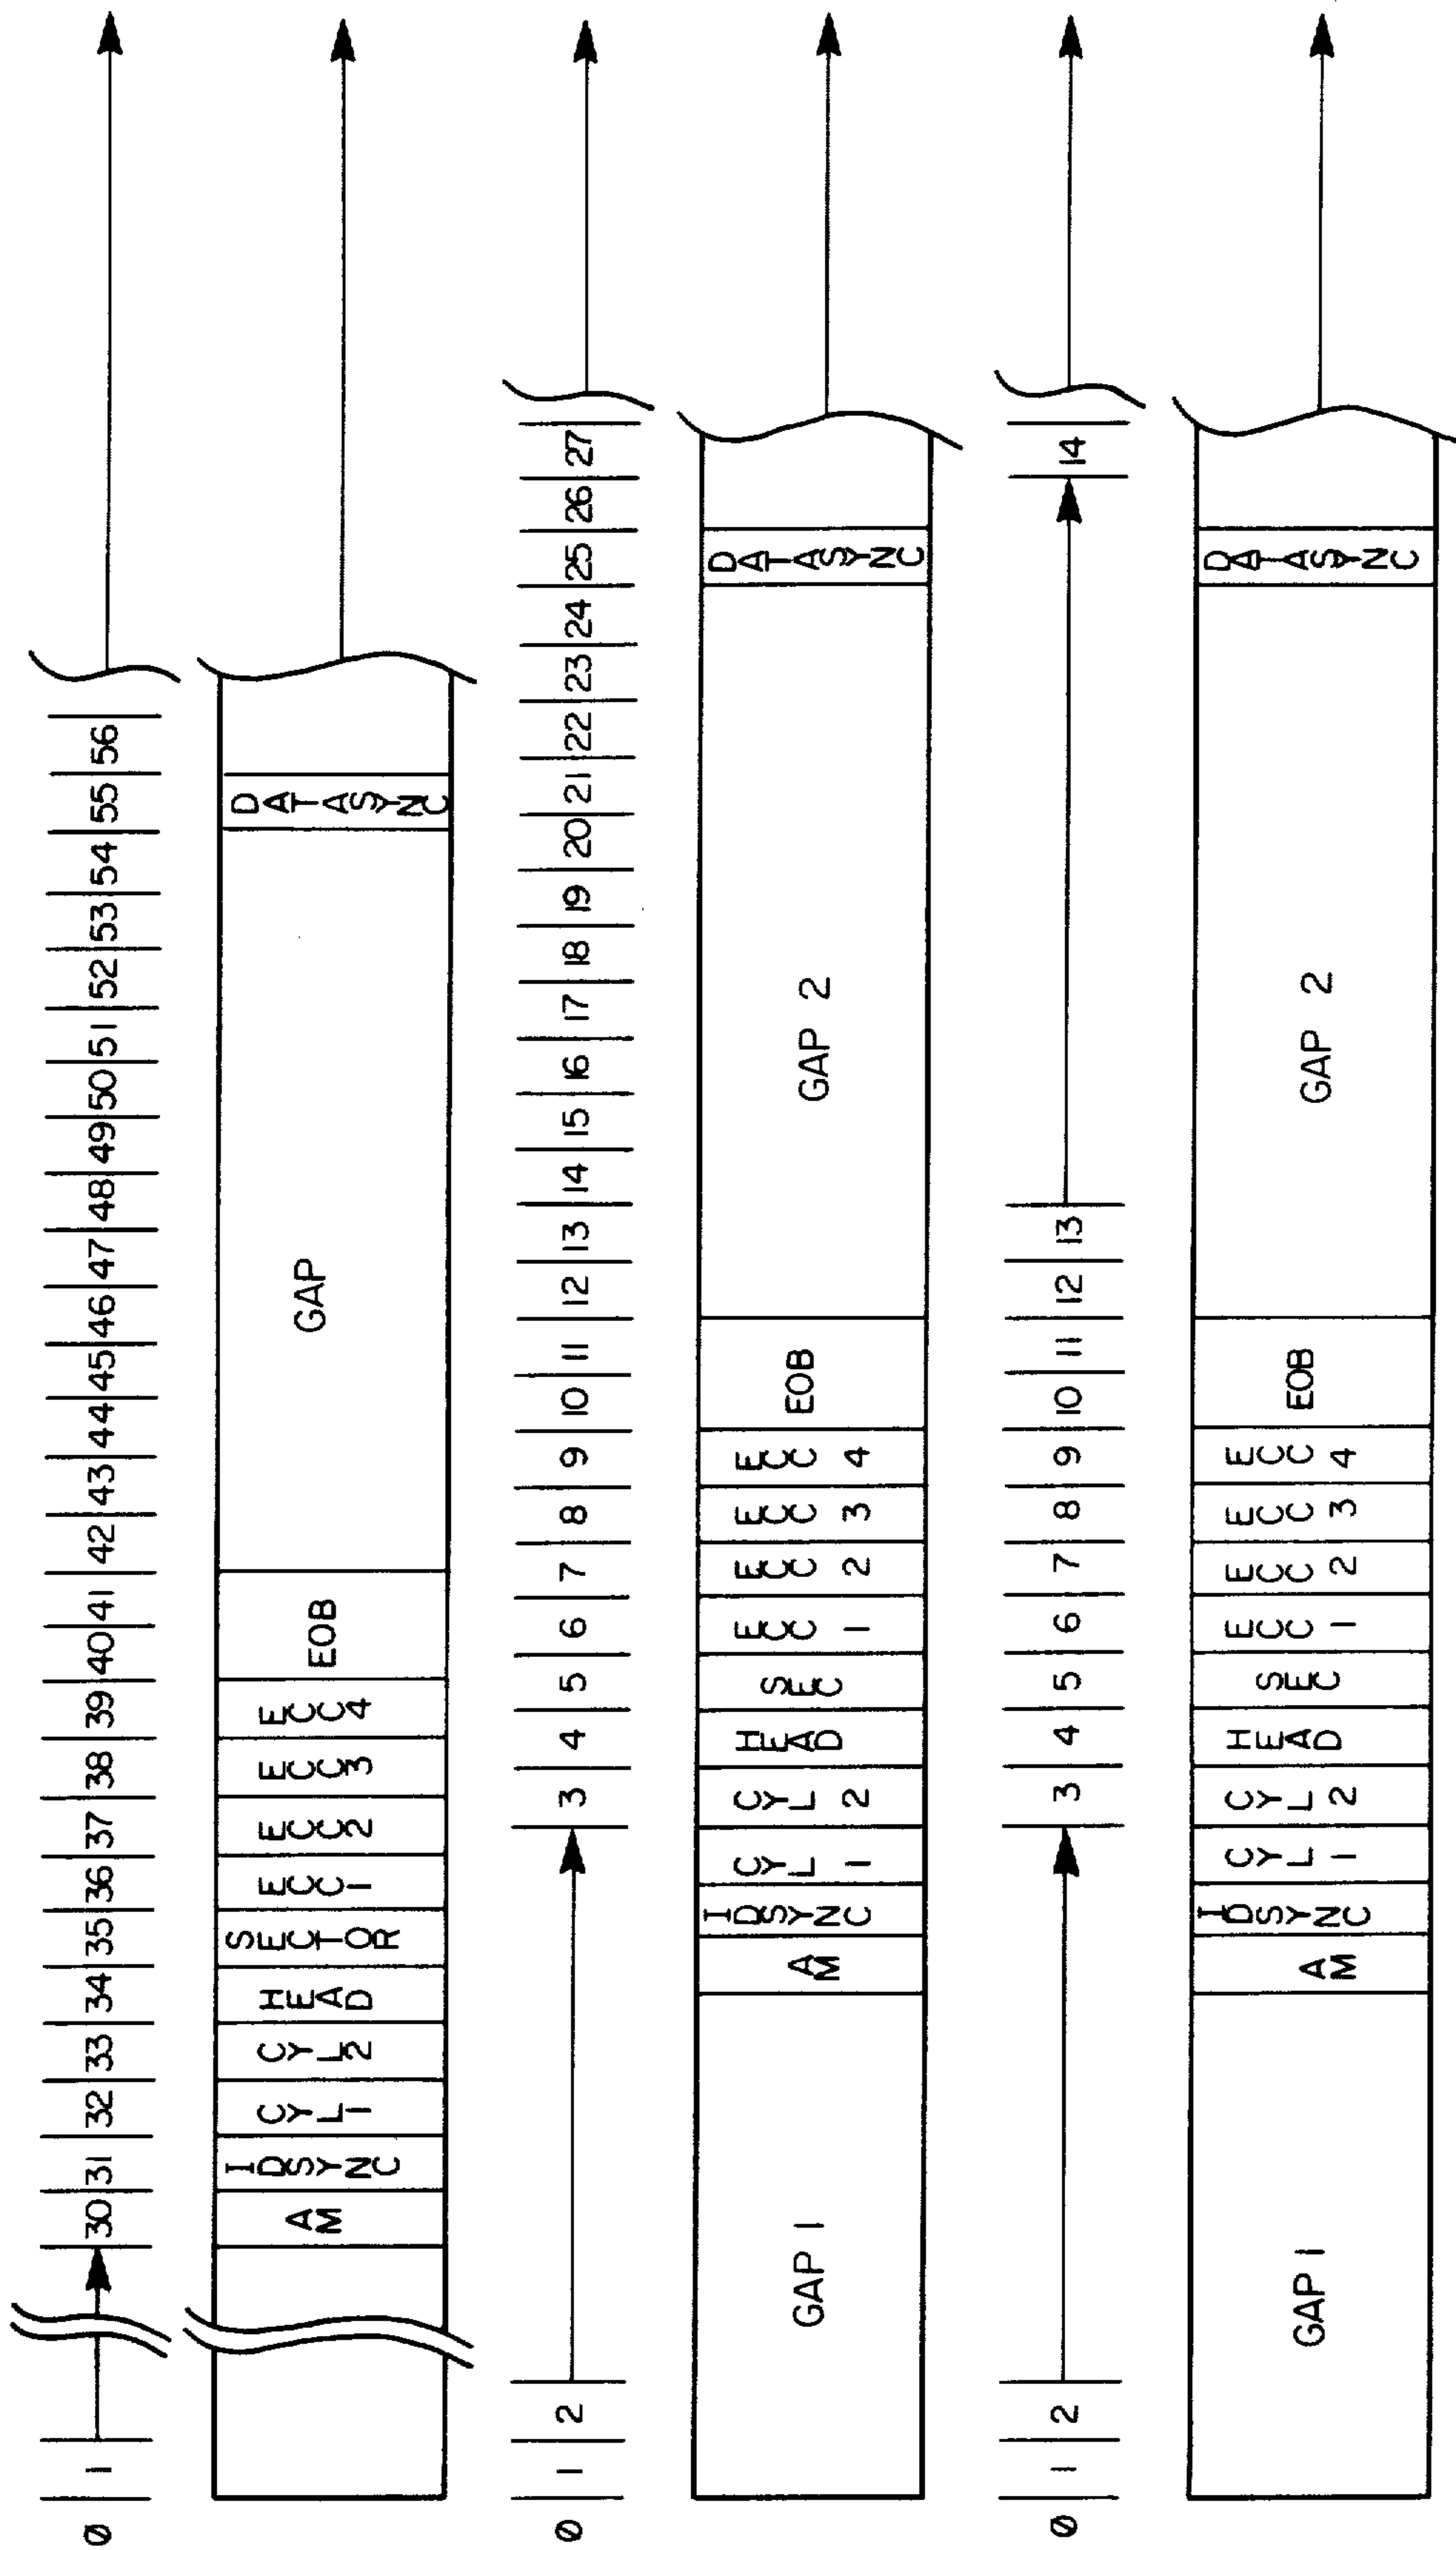 0 1 30 31 32 33 34 35 36 37 38 39 40 41 42 43 44 45 46 47 48 49 50 51 52 53 54 55 56
AM IDSYNC CYL1 CYL2 HEAD SECTOR ECC1 ECC2 ECC3 ECC4 EOB GAP DATASYNC
0 1 2 3 4 5 6 7 8 9 10 11 12 13 14 15 16 17 18 19 20 21 22 23 24 25 26 27
GAP 1 AM IDSYNC CYL 1 CYL 2 HEAD SEC ECC 1 ECC 2 ECC 3 ECC 4 EOB GAP 2 DATASYNC
0 1 2 3 4 5 6 7 8 9 10 11 12 13 14
GAP 1 AM IDSYNC CYL 1 CYL 2 HEAD SEC ECC 1 ECC 2 ECC 3 ECC 4 EOB GAP 2 DATASYNC